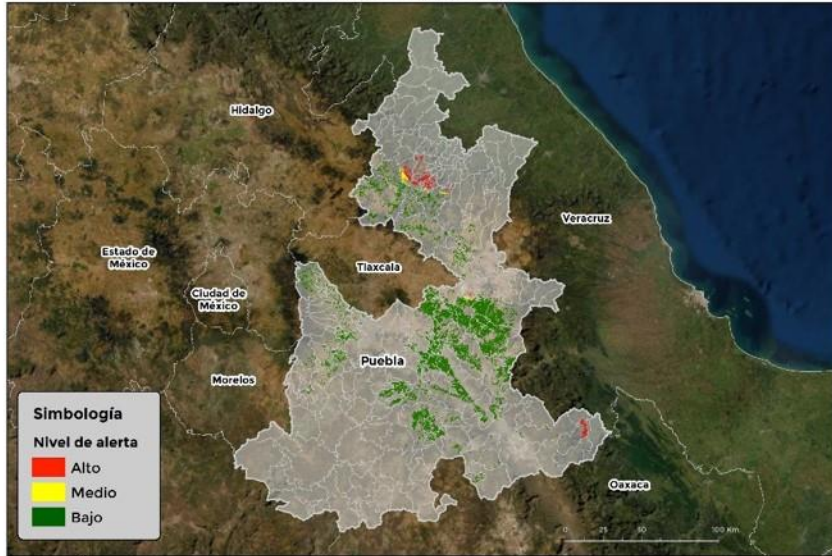 Hidalgo
Veracruz
Estado de
México
Tlaxcala
Ciudad de
México
Puebla
Morelos
Simbología
Nivel de alerta
Alto
Medio
Bajo
Oaxaca
0 25 50 100 Km.